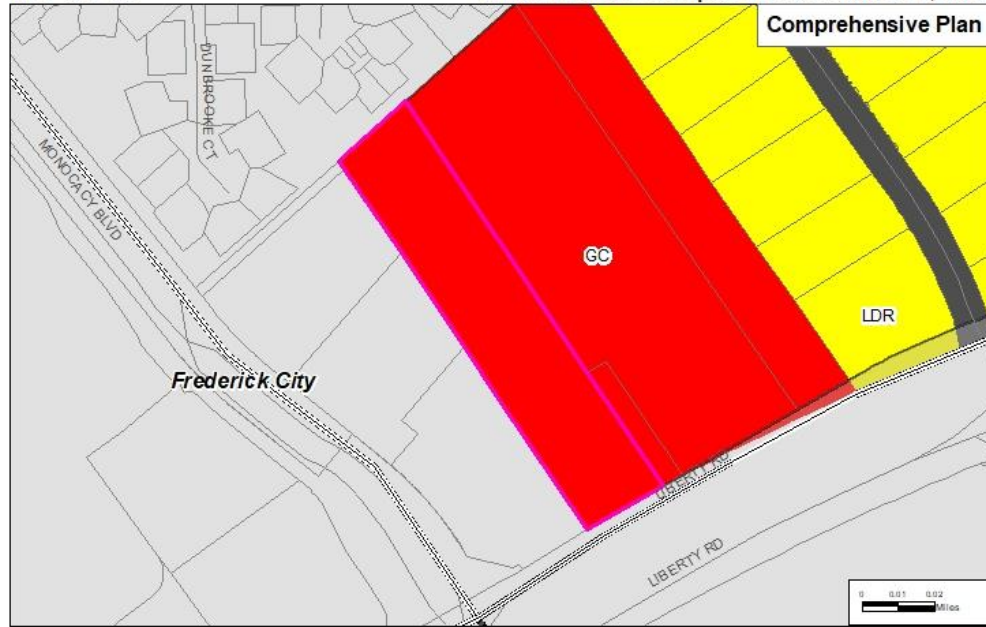 Comprehensive Plan
DUNBROOKE CT
MONOCACY BLVD
GC
LDR
Frederick City
LIBERTY RD
LIBERTY RD
0 0.01 0.02
Miles